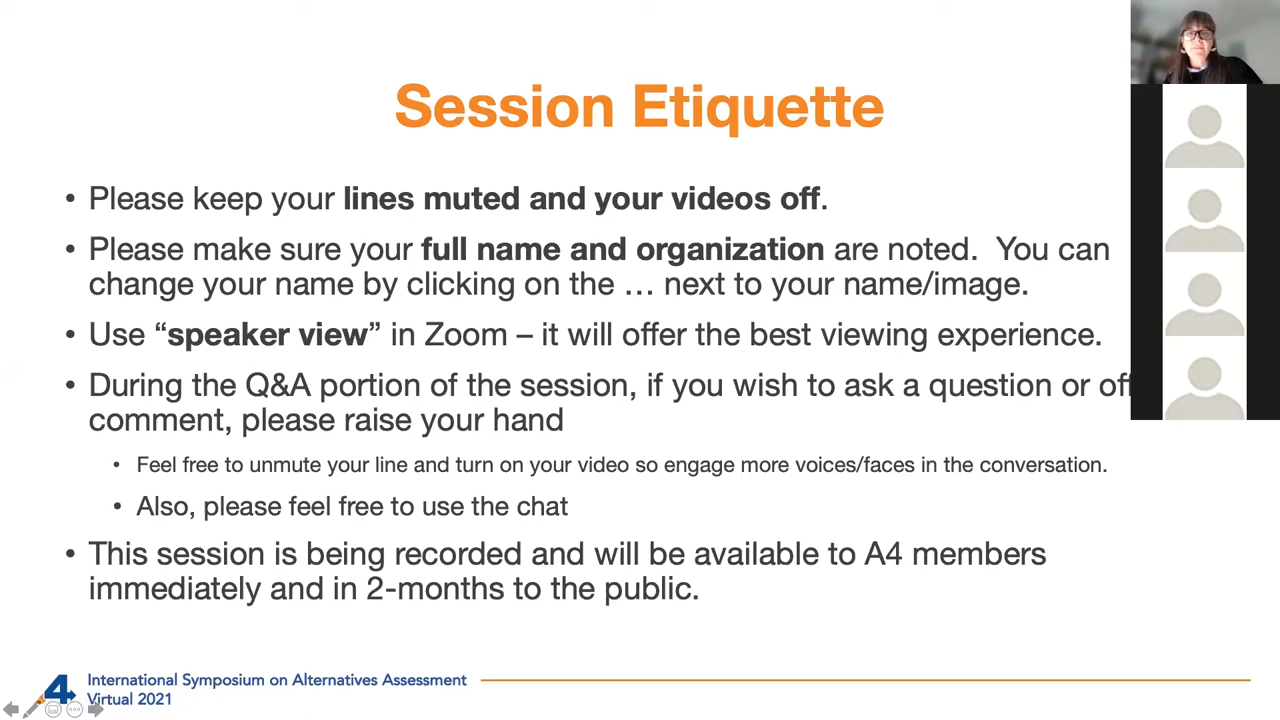 Session Etiquette
• Please keep your lines muted and your videos off.
• Please make sure your full name and organization are noted.  You can
change your name by clicking on the … next to your name/image.
• Use “speaker view” in Zoom – it will offer the best viewing experience.
• During the Q&A portion of the session, if you wish to ask a question or
comment, please raise your hand
• Feel free to unmute your line and turn on your video so engage more voices/faces in the conversation.
• Also, please feel free to use the chat
• This session is being recorded and will be available to A4 members
immediately and in 2-months to the public.
4
International Symposium on Alternatives Assessment
Virtual 2021